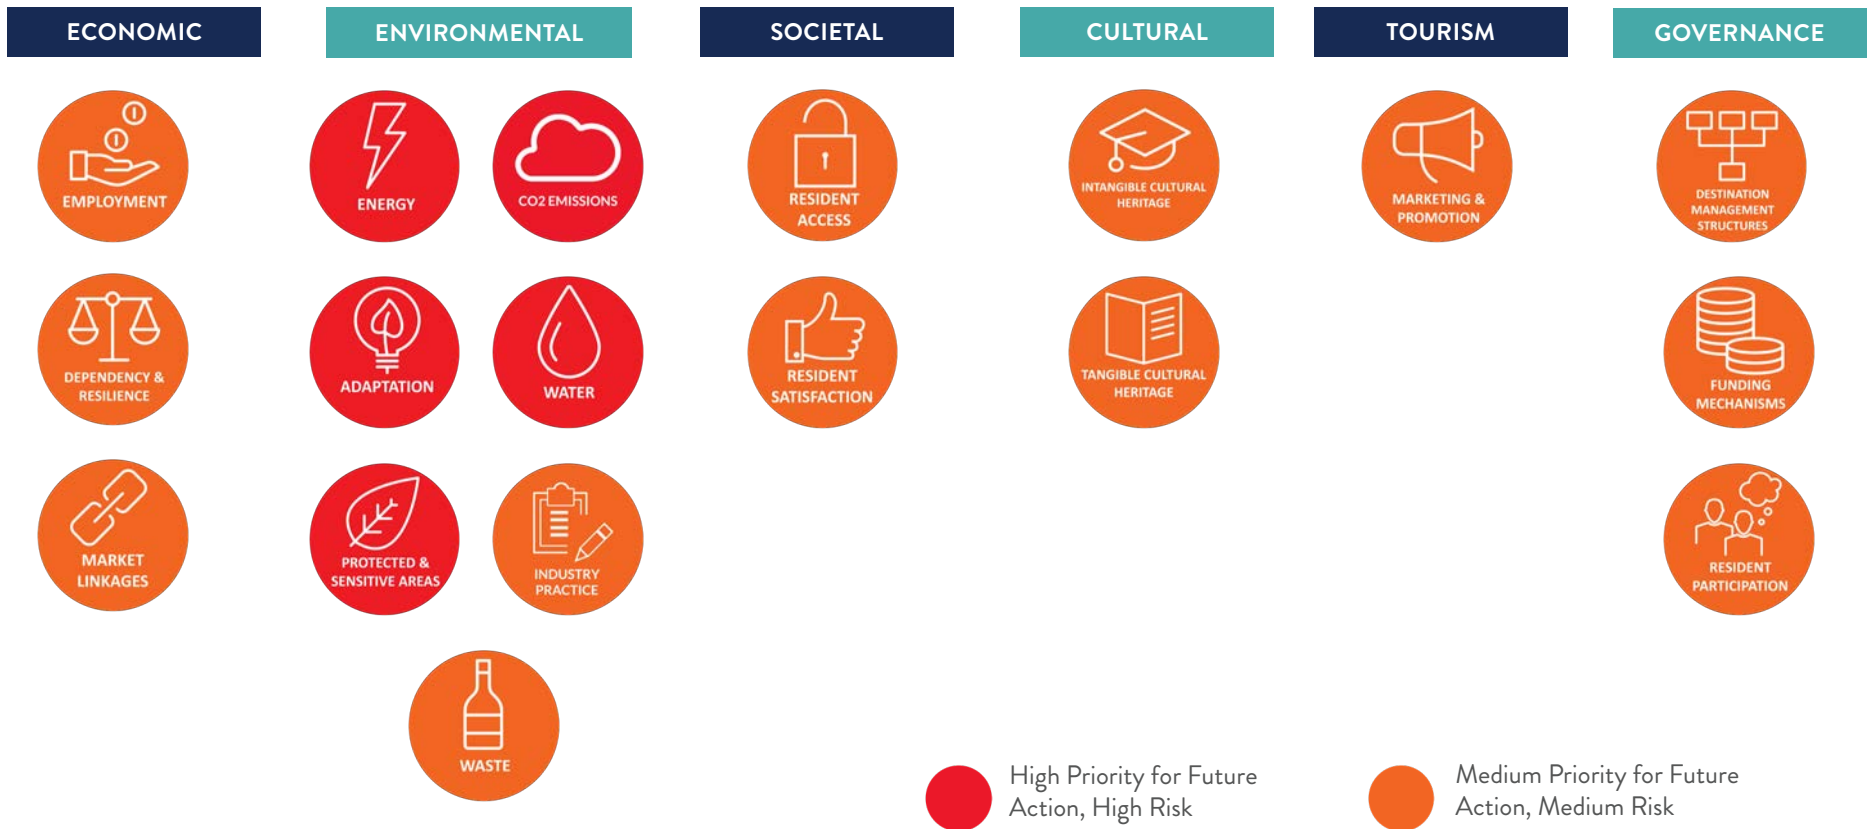 ECONOMIC
EMPLOYMENT
DEPENDENCY &
RESILIENCE
MARKET
LINKAGES
ENVIRONMENTAL
ENERGY
CO2 EMISSIONS
ADAPTATION
WATER
PROTECTED &
SENSITIVE AREAS
INDUSTRY
PRACTICE
WASTE
SOCIETAL
RESIDENT
ACCESS
RESIDENT
SATISFACTION
CULTURAL
INTANGIBLE CULTURAL
HERITAGE
TANGIBLE CULTURAL
HERITAGE
TOURISM
MARKETING &
PROMOTION
GOVERNANCE
DESTINATION
MANAGEMENT
STRUCTURES
FUNDING
MECHANISMS
RESIDENT
PARTICIPATION
High Priority for Future
Action, High Risk
Medium Priority for Future
Action, Medium Risk